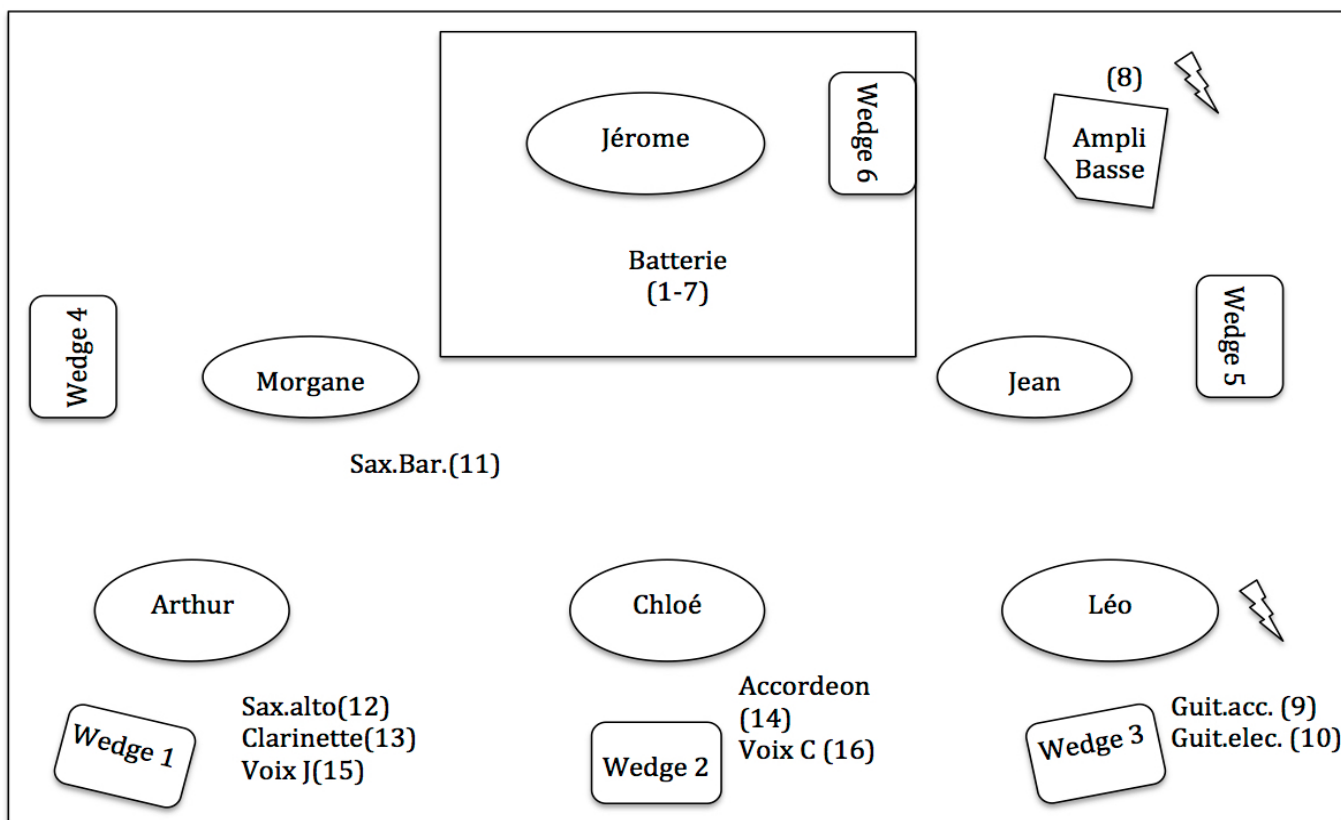 (8)
Jérome
Wedge 6
Ampli
Basse
Batterie
(1-7)
Wedge 4
Wedge 5
Morgane
Jean
Sax.Bar.(11)
Arthur
Chloé
Léo
Sax.alto(12)
Clarinette(13)
Voix J(15)
Wedge 1
Accordeon
(14)
Voix C (16)
Wedge 2
Guit.acc. (9)
Guit.elec. (10)
Wedge 3